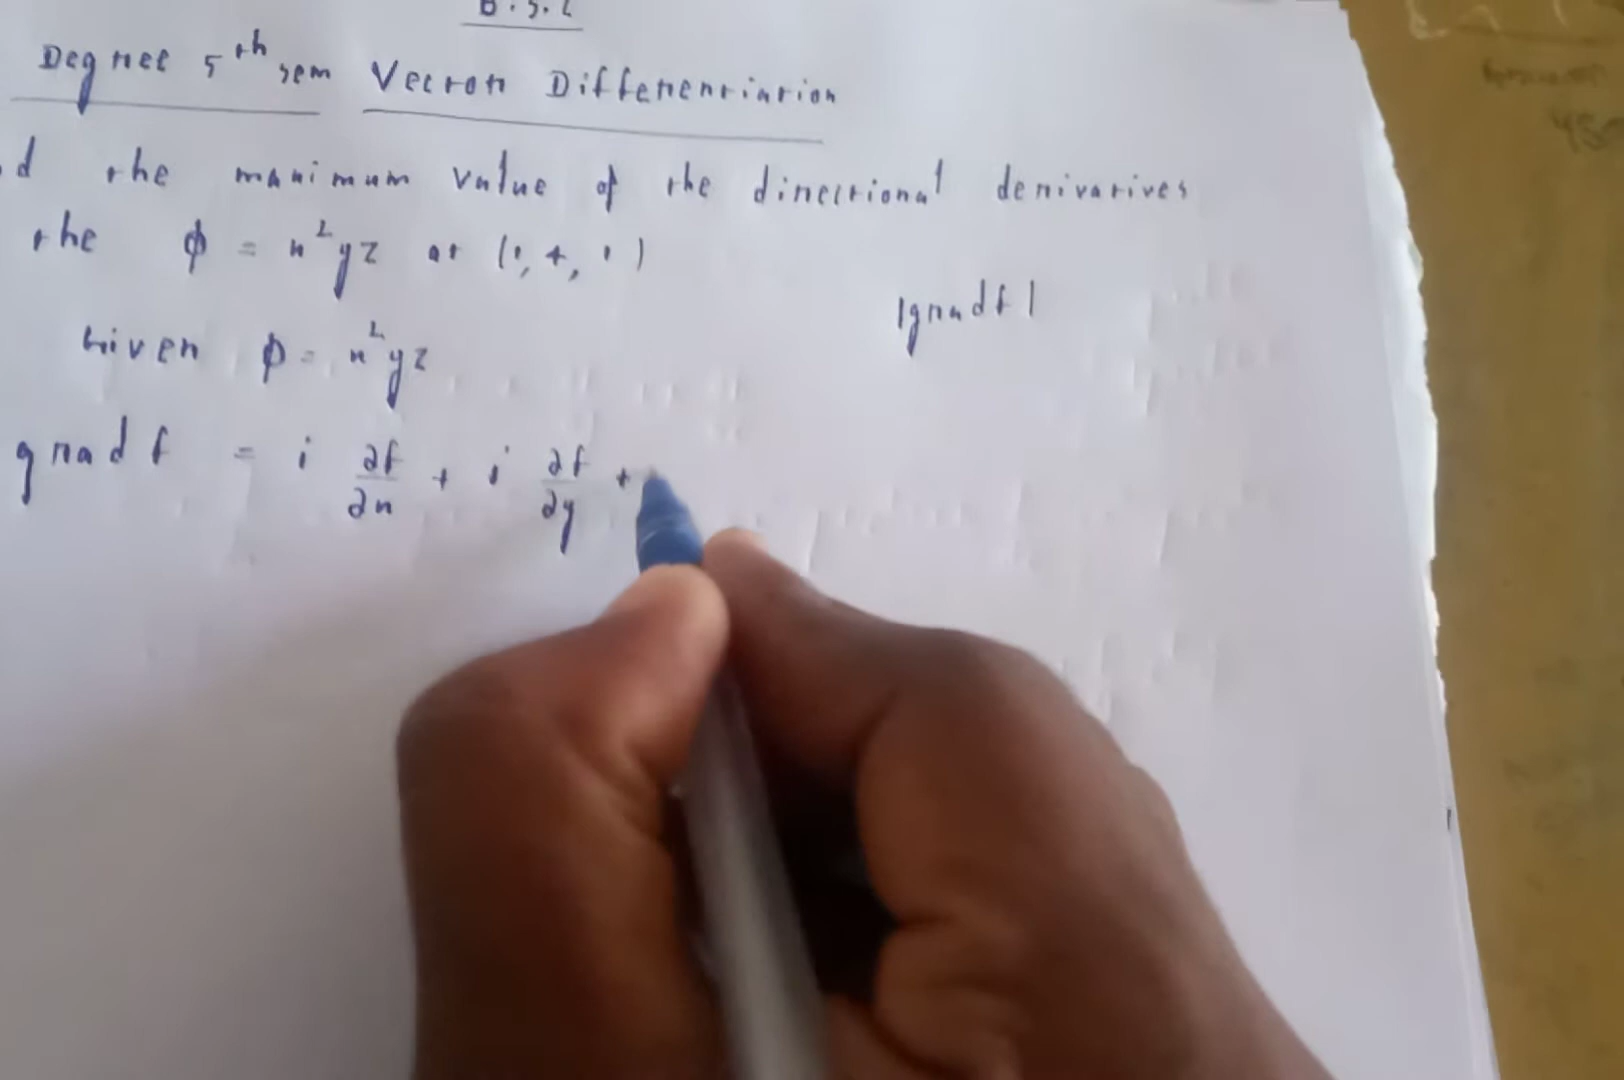 B.S.C
Degree 5th sem Vector Differentiation
the maximum value of the directional derivatives
the ϕ = x²yz at (1, 4, 1)
|grad f|
Given ϕ = x²yz
grad f = i ∂f/∂x + j ∂f/∂y +